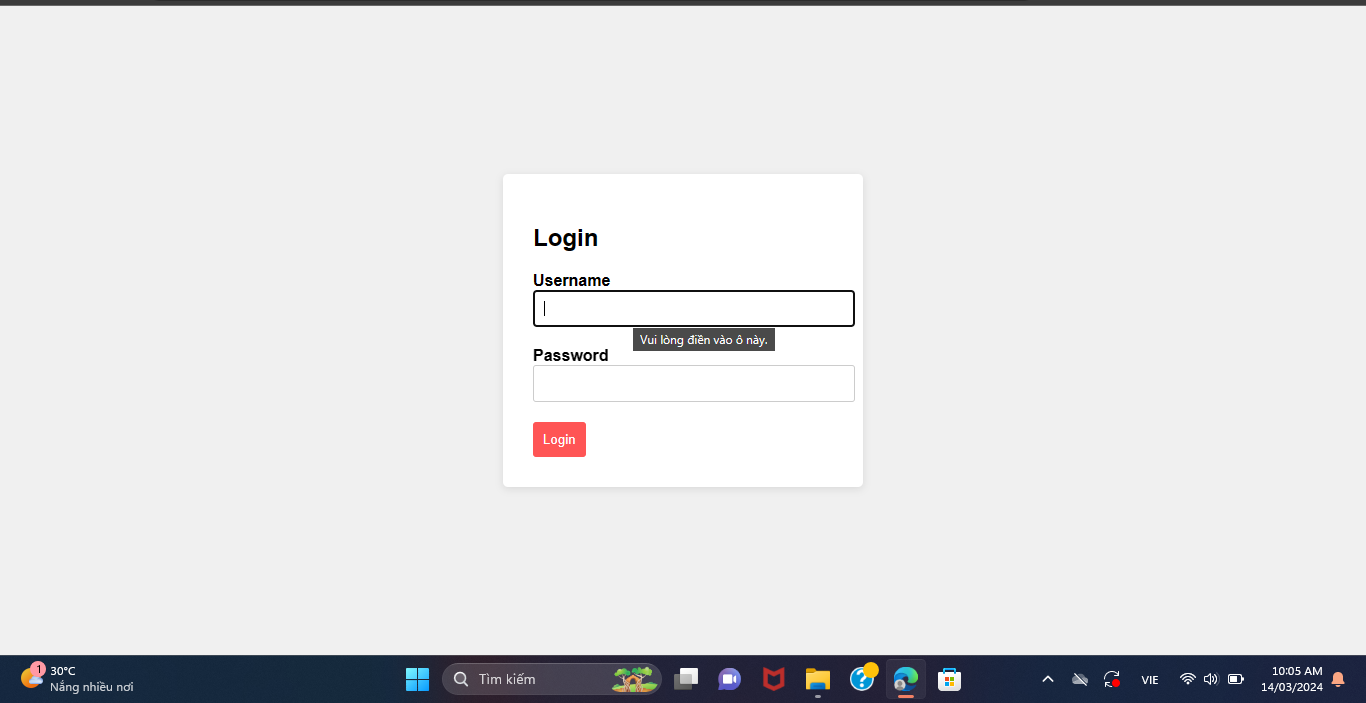 Login
Username
Vui lòng điền vào ô này.
Password
Login
1
30°C
Nắng nhiều nơi
Tìm kiếm
?
VIE
10:05 AM
14/03/2024